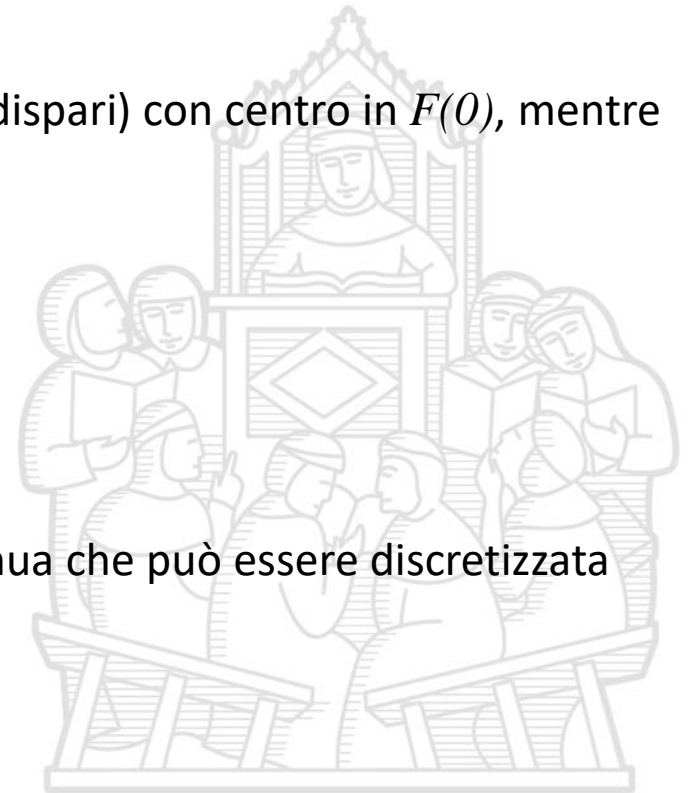 dispari) con centro in F(0), mentre
nua che può essere discretizzata